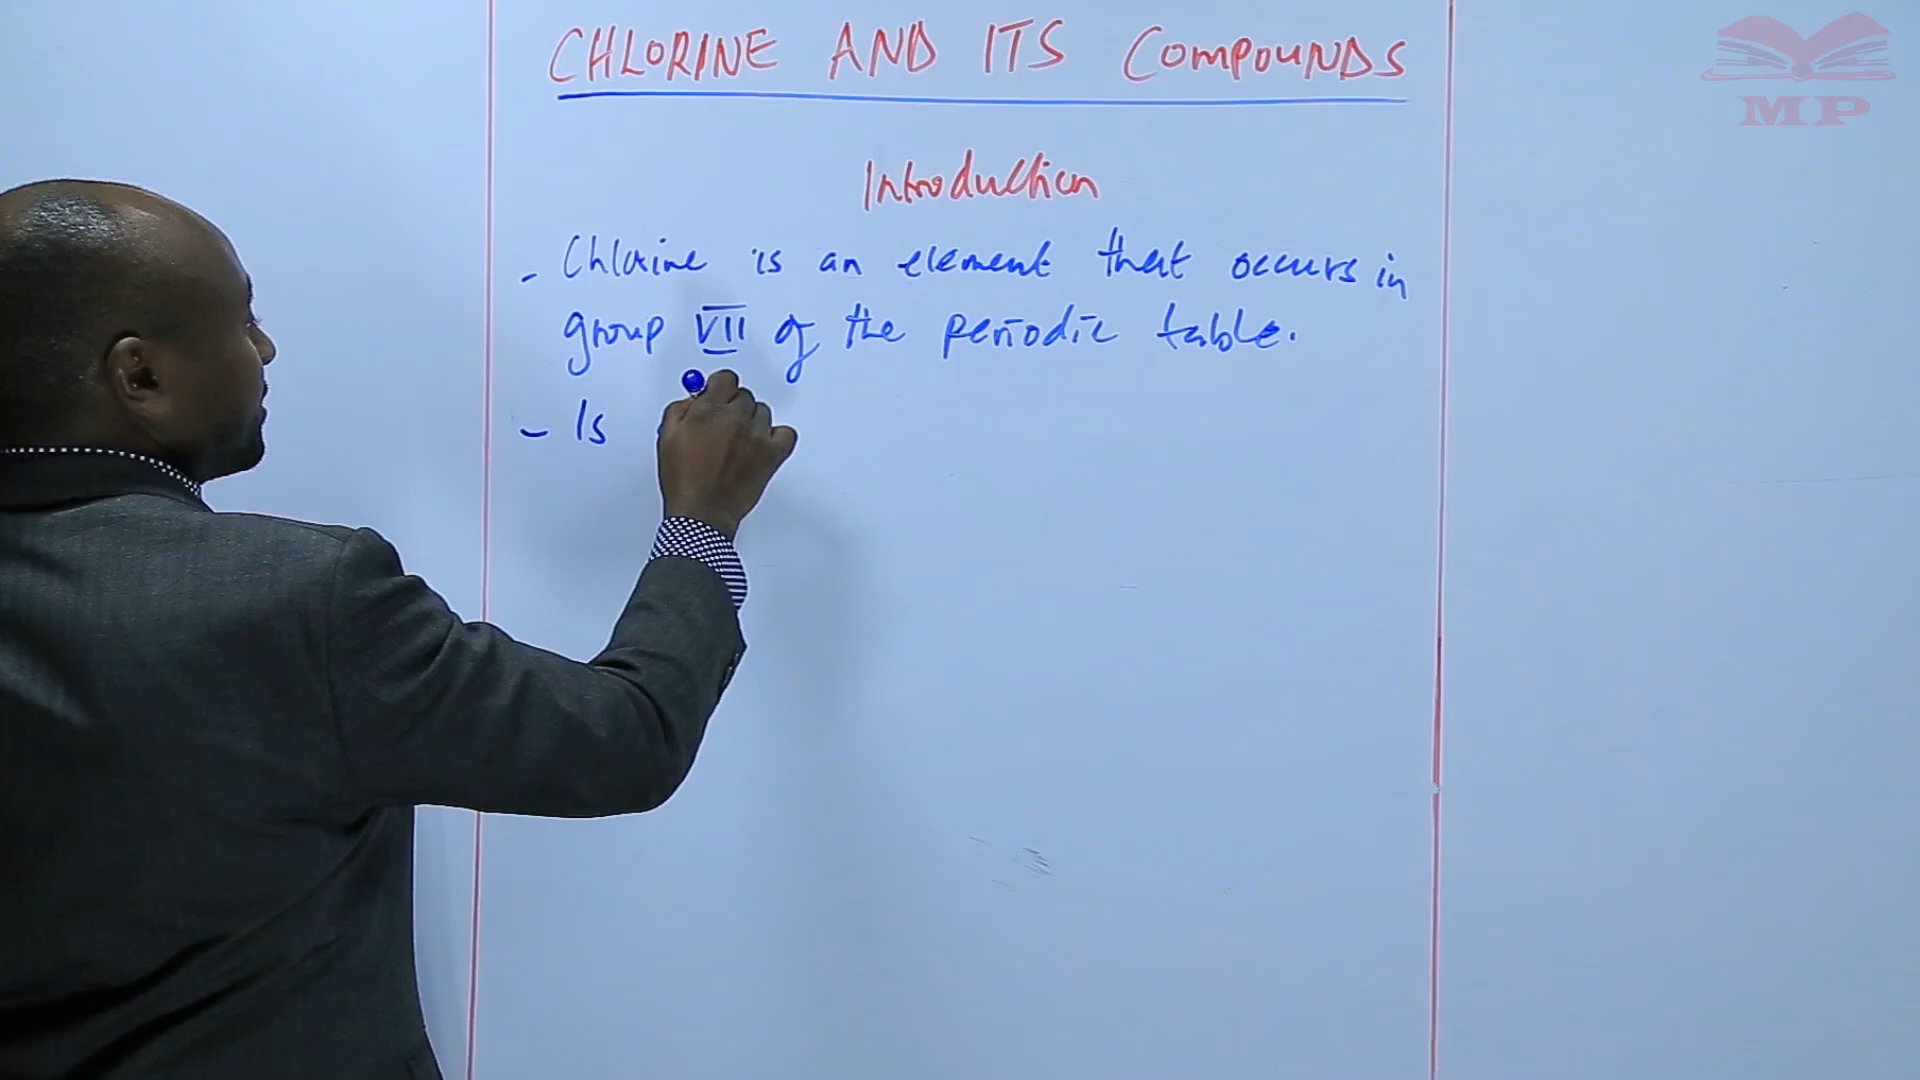 CHLORINE AND ITS COMPOUNDS
MP
Introduction
- Chlorine is an element that occurs in
group VII of the periodic table.
- Is